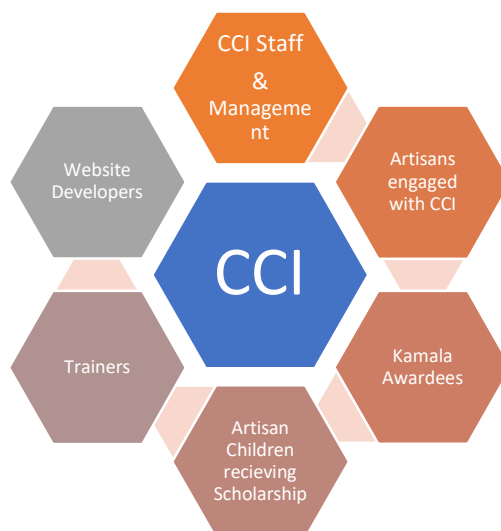 CCI Staff
&
Manageme
nt
Artisans
engaged
with CCI
Kamala
Awardees
Artisan
Children
recieving
Scholarship
Trainers
Website
Developers
CCI